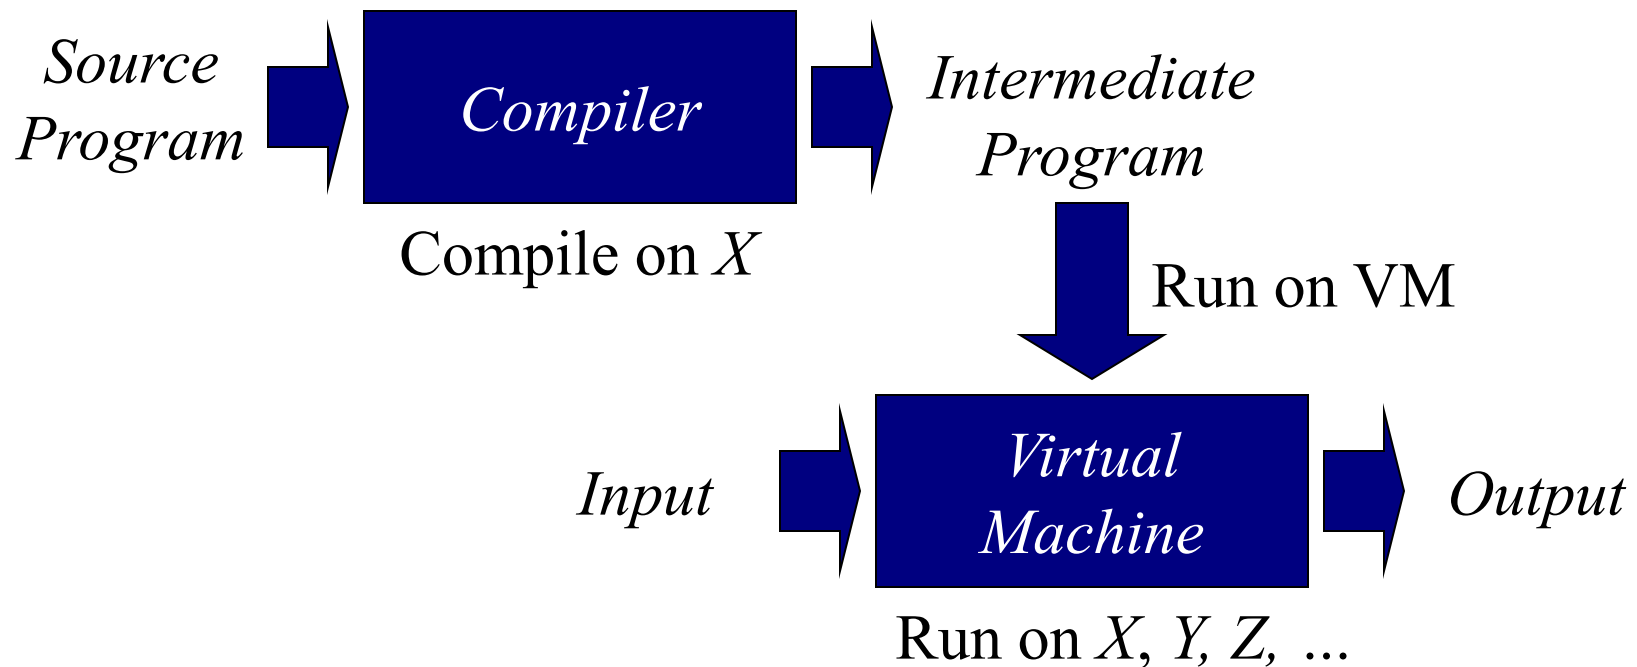 Source
Program
Compiler
Intermediate
Program
Compile on X
Run on VM
Input
Virtual
Machine
Output
Run on X, Y, Z, ...